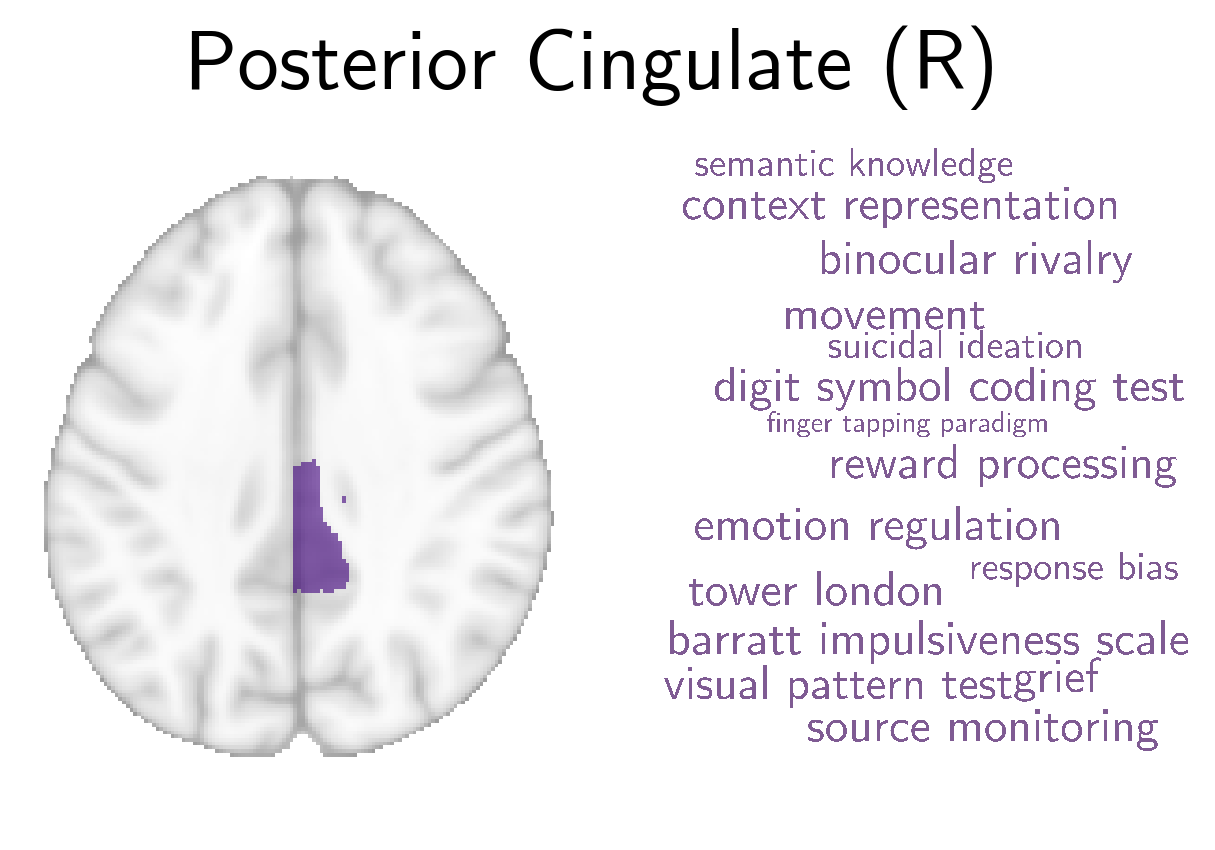 Posterior Cingulate (R)
semantic knowledge
context representation
binocular rivalry
movement
suicidal ideation
digit symbol coding test
finger tapping paradigm
reward processing
emotion regulation
response bias
tower london
barratt impulsiveness scale
visual pattern test
grief
source monitoring